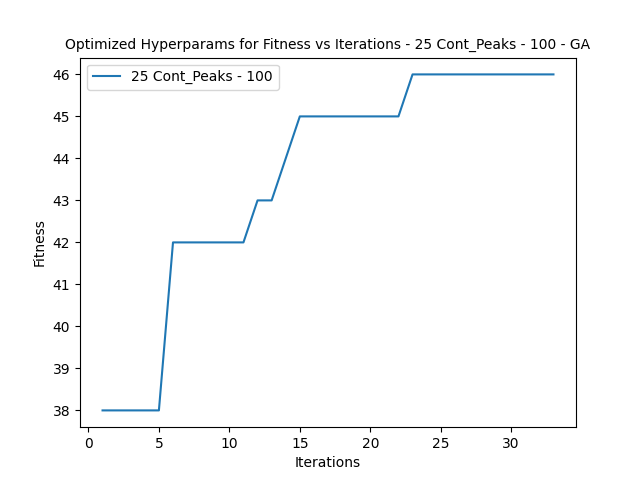 Optimized Hyperparams for Fitness vs Iterations - 25 Cont_Peaks - 100 - GA
25 Cont_Peaks - 100
46
45
44
43
42
41
40
39
38
Fitness
0 5 10 15 20 25 30
Iterations